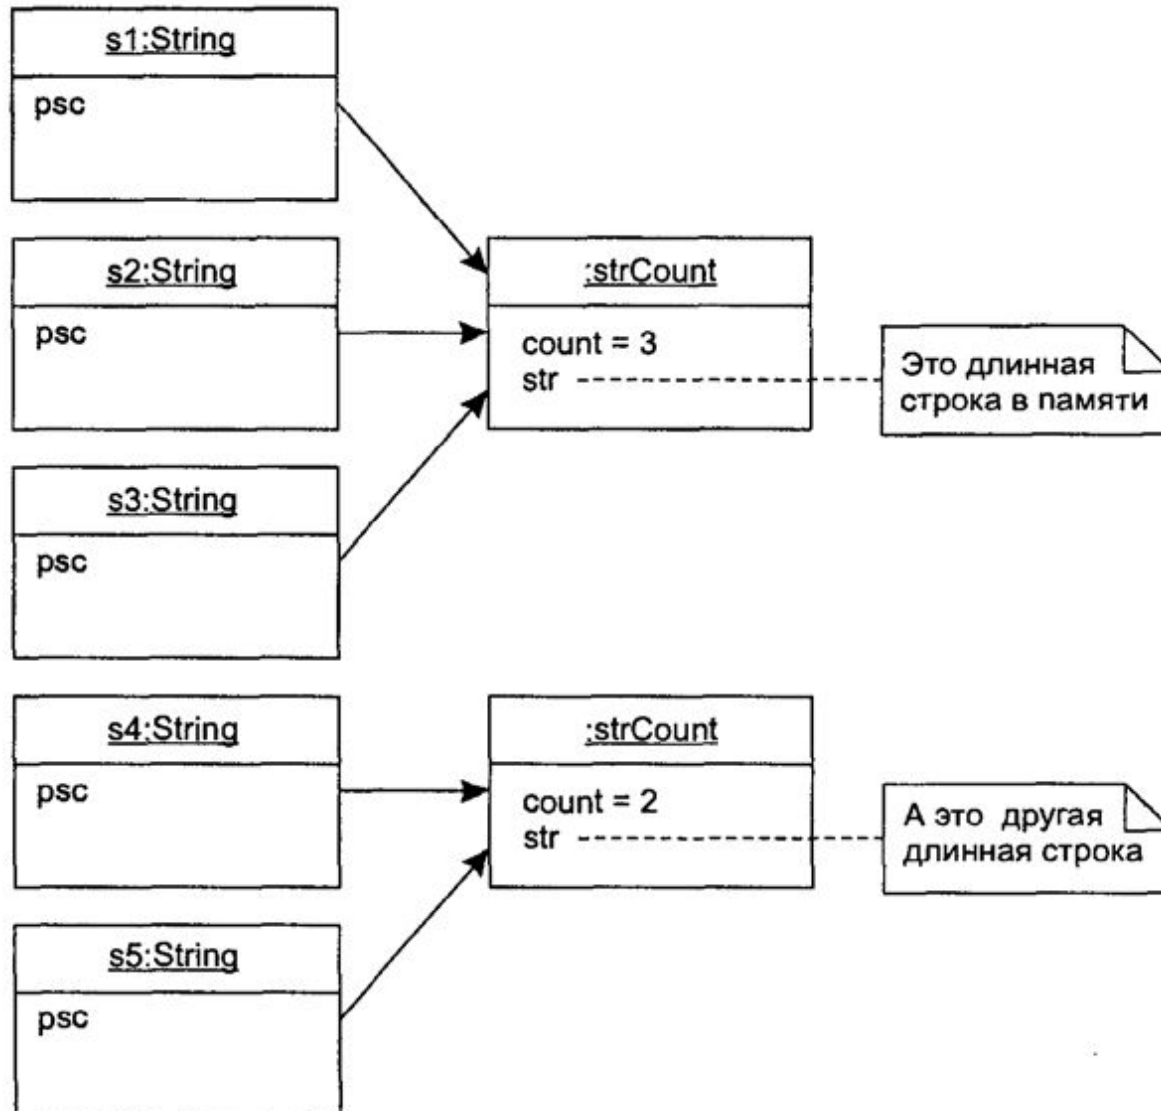 s1:String
psc
s2:String
psc
s3:String
psc
:strCount
count = 3
str
Это длинная
строка в памяти
s4:String
psc
s5:String
psc
:strCount
count = 2
str
А это другая
длинная строка